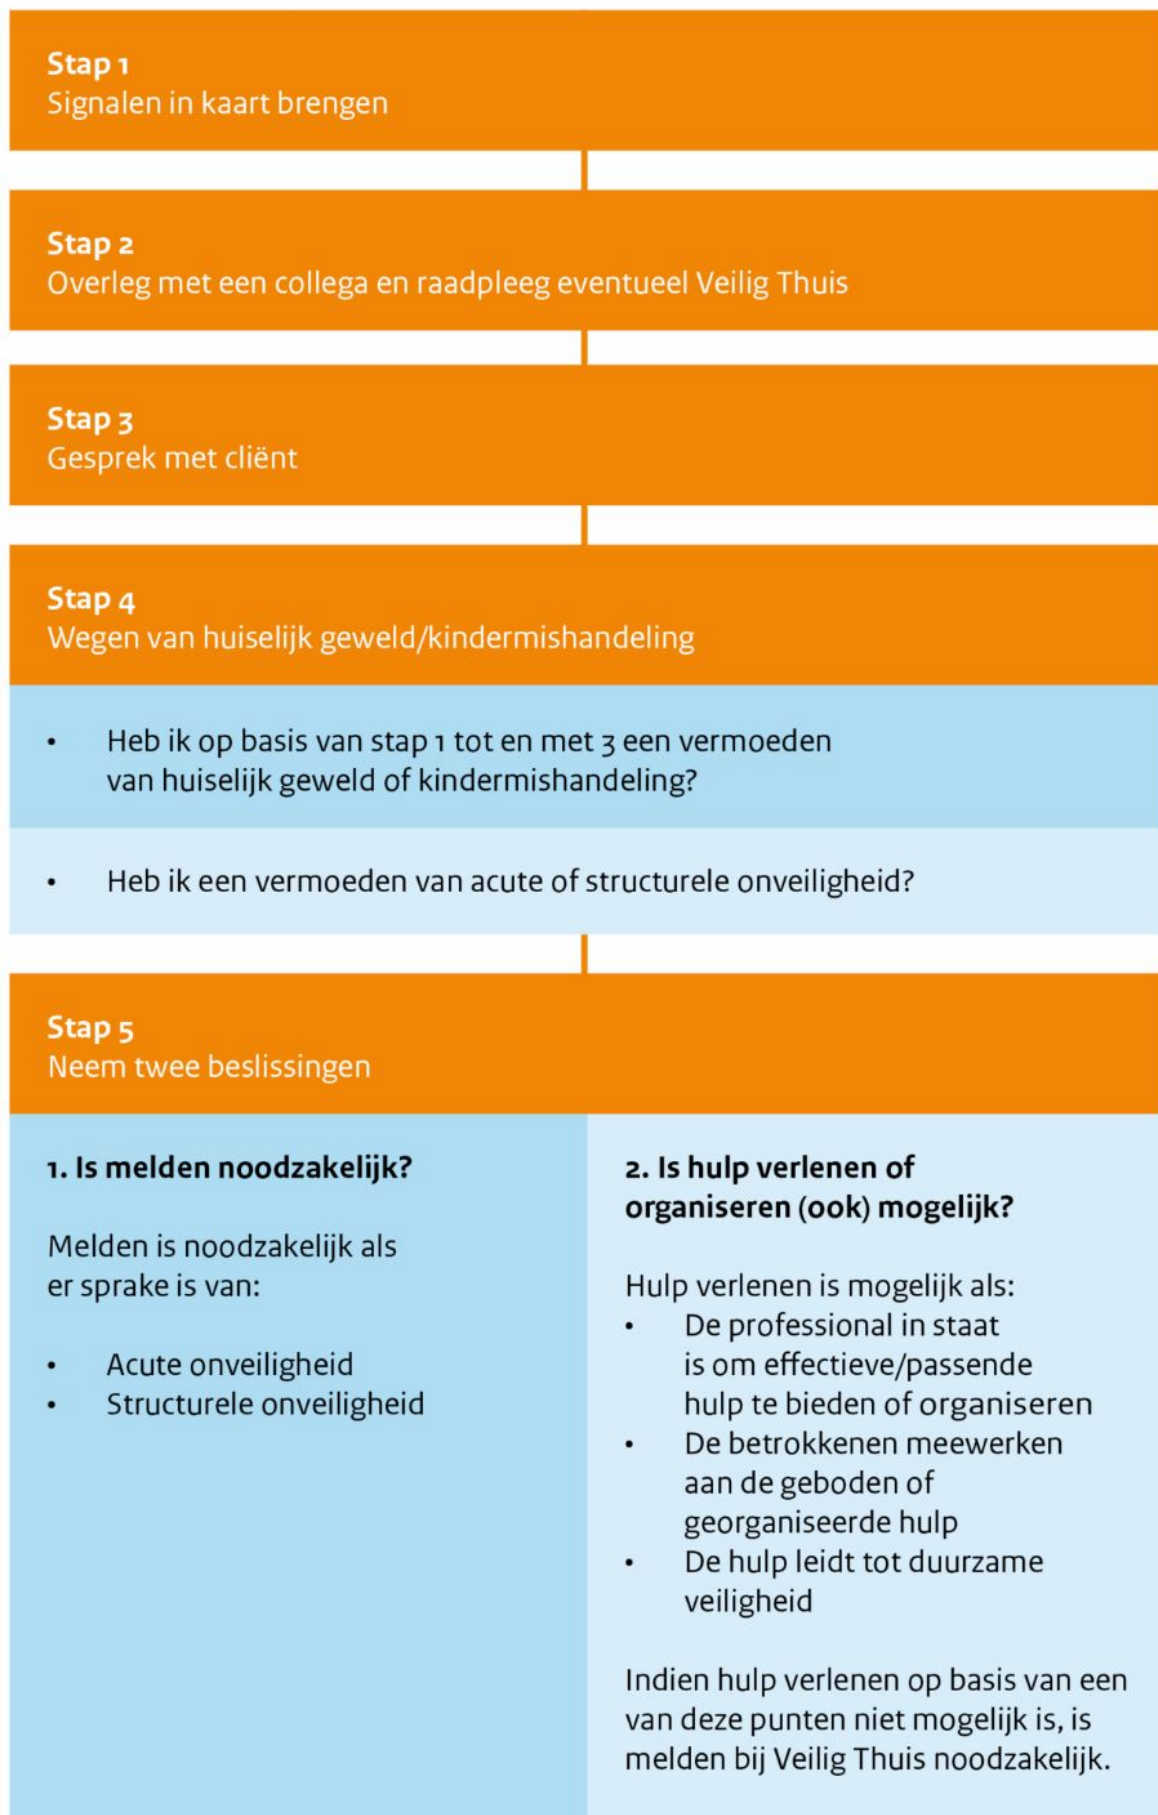 Stap 1
Signalen in kaart brengen
Stap 2
Overleg met een collega en raadpleeg eventueel Veilig Thuis
Stap 3
Gesprek met cliënt
Stap 4
Wegen van huiselijk geweld/kindermishandeling
• Heb ik op basis van stap 1 tot en met 3 een vermoeden
van huiselijk geweld of kindermishandeling?
• Heb ik een vermoeden van acute of structurele onveiligheid?
Stap 5
Neem twee beslissingen
1. Is melden noodzakelijk?
Melden is noodzakelijk als
er sprake is van:
• Acute onveiligheid
• Structurele onveiligheid
2. Is hulp verlenen of
organiseren (ook) mogelijk?
Hulp verlenen is mogelijk als:
• De professional in staat
is om effectieve/passende
hulp te bieden of organiseren
• De betrokkenen meewerken
aan de geboden of
georganiseerde hulp
• De hulp leidt tot duurzame
veiligheid
Indien hulp verlenen op basis van een
van deze punten niet mogelijk is, is
melden bij Veilig Thuis noodzakelijk.